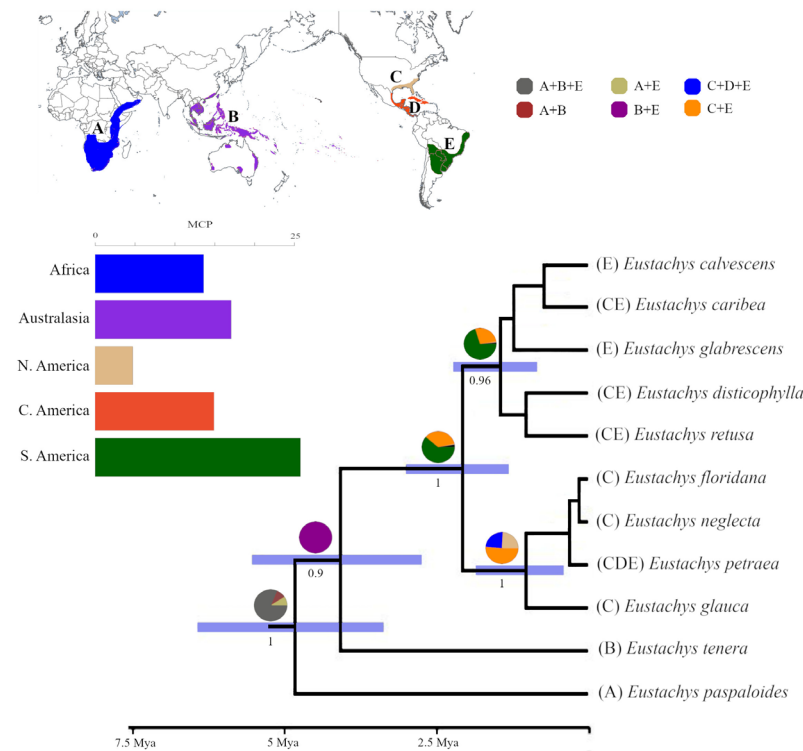 A
B
C
D
E
A+B+E
A+E
C+D+E
A+B
B+E
C+E
MCP
0
25
Africa
Australasia
N. America
C. America
S. America
(E) Eustachys calvescens
(CE) Eustachys caribea
(E) Eustachys glabrescens
(CE) Eustachys disticophylla
(CE) Eustachys retusa
(C) Eustachys floridana
(C) Eustachys neglecta
(CDE) Eustachys petraea
(C) Eustachys glauca
(B) Eustachys tenera
(A) Eustachys paspaloides
0.96
1
1
0.9
1
7.5 Mya
5 Mya
2.5 Mya